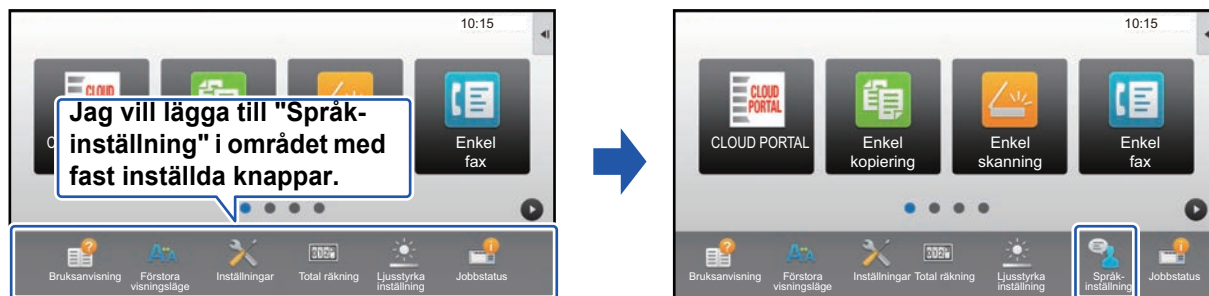 10:15
CLOUD
Jag vill lägga till "Språk-
inställning" i området med
fast inställda knappar.
Enkel
fax
Bruksanvisning
Förstora
visningsläge
Inställningar
Total räkning
Ljusstyrka
inställning
Jobbstatus
10:15
CLOUD
PORTAL
CLOUD PORTAL
Enkel
kopiering
Enkel
skanning
Enkel
fax
Bruksanvisning
Förstora
visningsläge
Inställningar
Total räkning
Ljusstyrka
inställning
Språk-
inställning
Jobbstatus